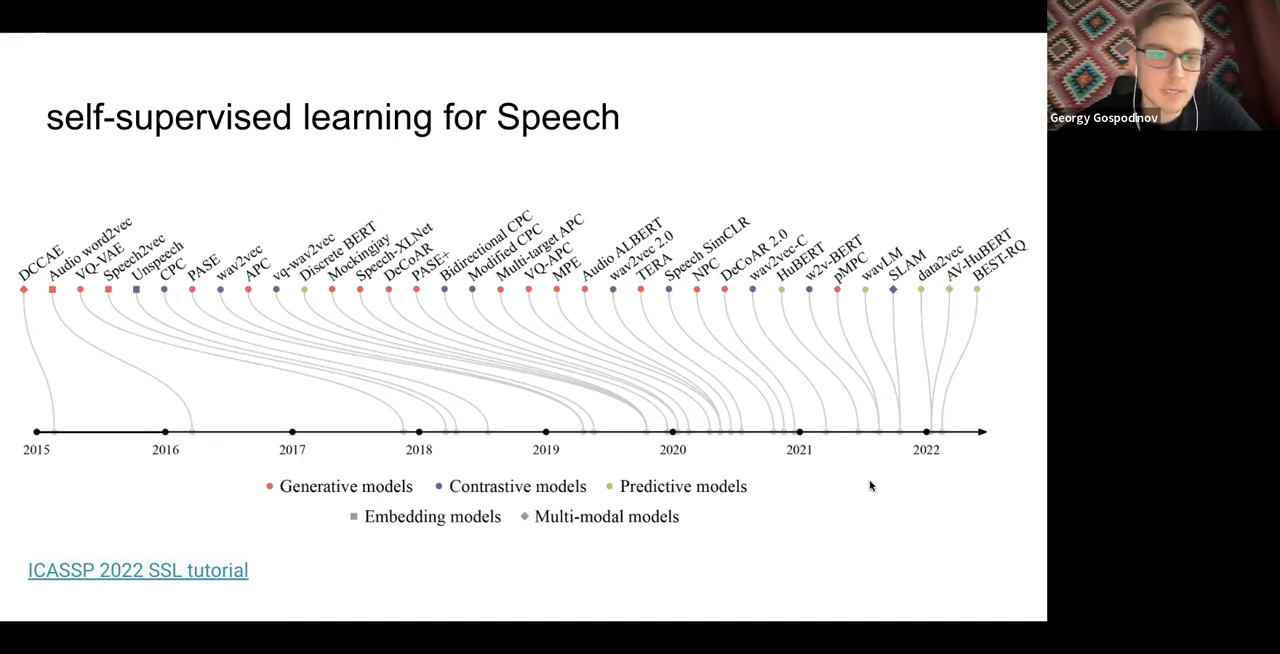 Georgy Gospodinov
self-supervised learning for Speech
DCCAE
Audio word2vec
VQ-VAE
Speech2vec
Unspeech
CPC
PASE
wav2vec
APC
vq-wav2vec
Discrete BERT
Mockingjay
Speech-XLNet
DeCoAR
PASE+
Bidirectional CPC
Modified CPC
Multi-target APC
VQ-APC
MPE
Audio ALBERT
wav2vec 2.0
TERA
Speech SimCLR
NPC
DeCoAR 2.0
wav2vec-C
HuBERT
w2v-BERT
pMPC
wavLM
SLAM
data2vec
AV-HuBERT
BEST-RQ
2015 2016 2017 2018 2019 2020 2021 2022
Generative models Contrastive models Predictive models
Embedding models Multi-modal models
ICASSP 2022 SSL tutorial